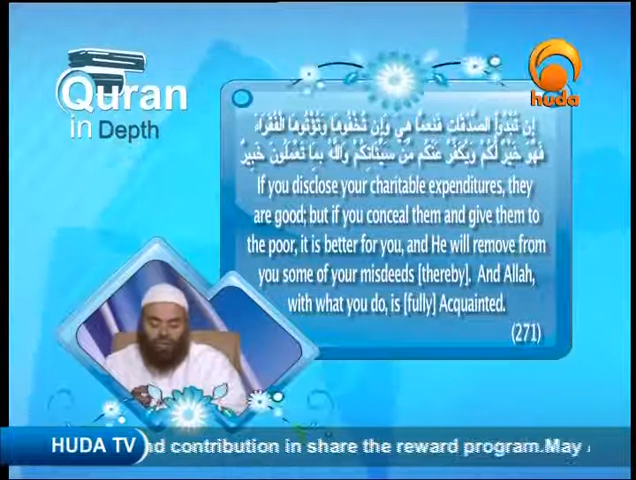 Quran
in Depth
huda
إِن تُبْدُوا الصَّدَقَاتِ فَنِعِمَّا هِيَ وَإِن تُخْفُوهَا وَتُؤْتُوهَا الْفُقَرَاءَ
فَهُوَ خَيْرٌ لَّكُمْ وَيُكَفِّرُ عَنكُم مِّن سَيِّئَاتِكُمْ وَاللَّهُ بِمَا تَعْمَلُونَ خَبِيرٌ
If you disclose your charitable expenditures, they
are good; but if you conceal them and give them to
the poor, it is better for you, and He will remove from
you some of your misdeeds [thereby]. And Allah,
with what you do, is [fully] Acquainted.
(271)
HUDA TV
nd contribution in share the reward program.May